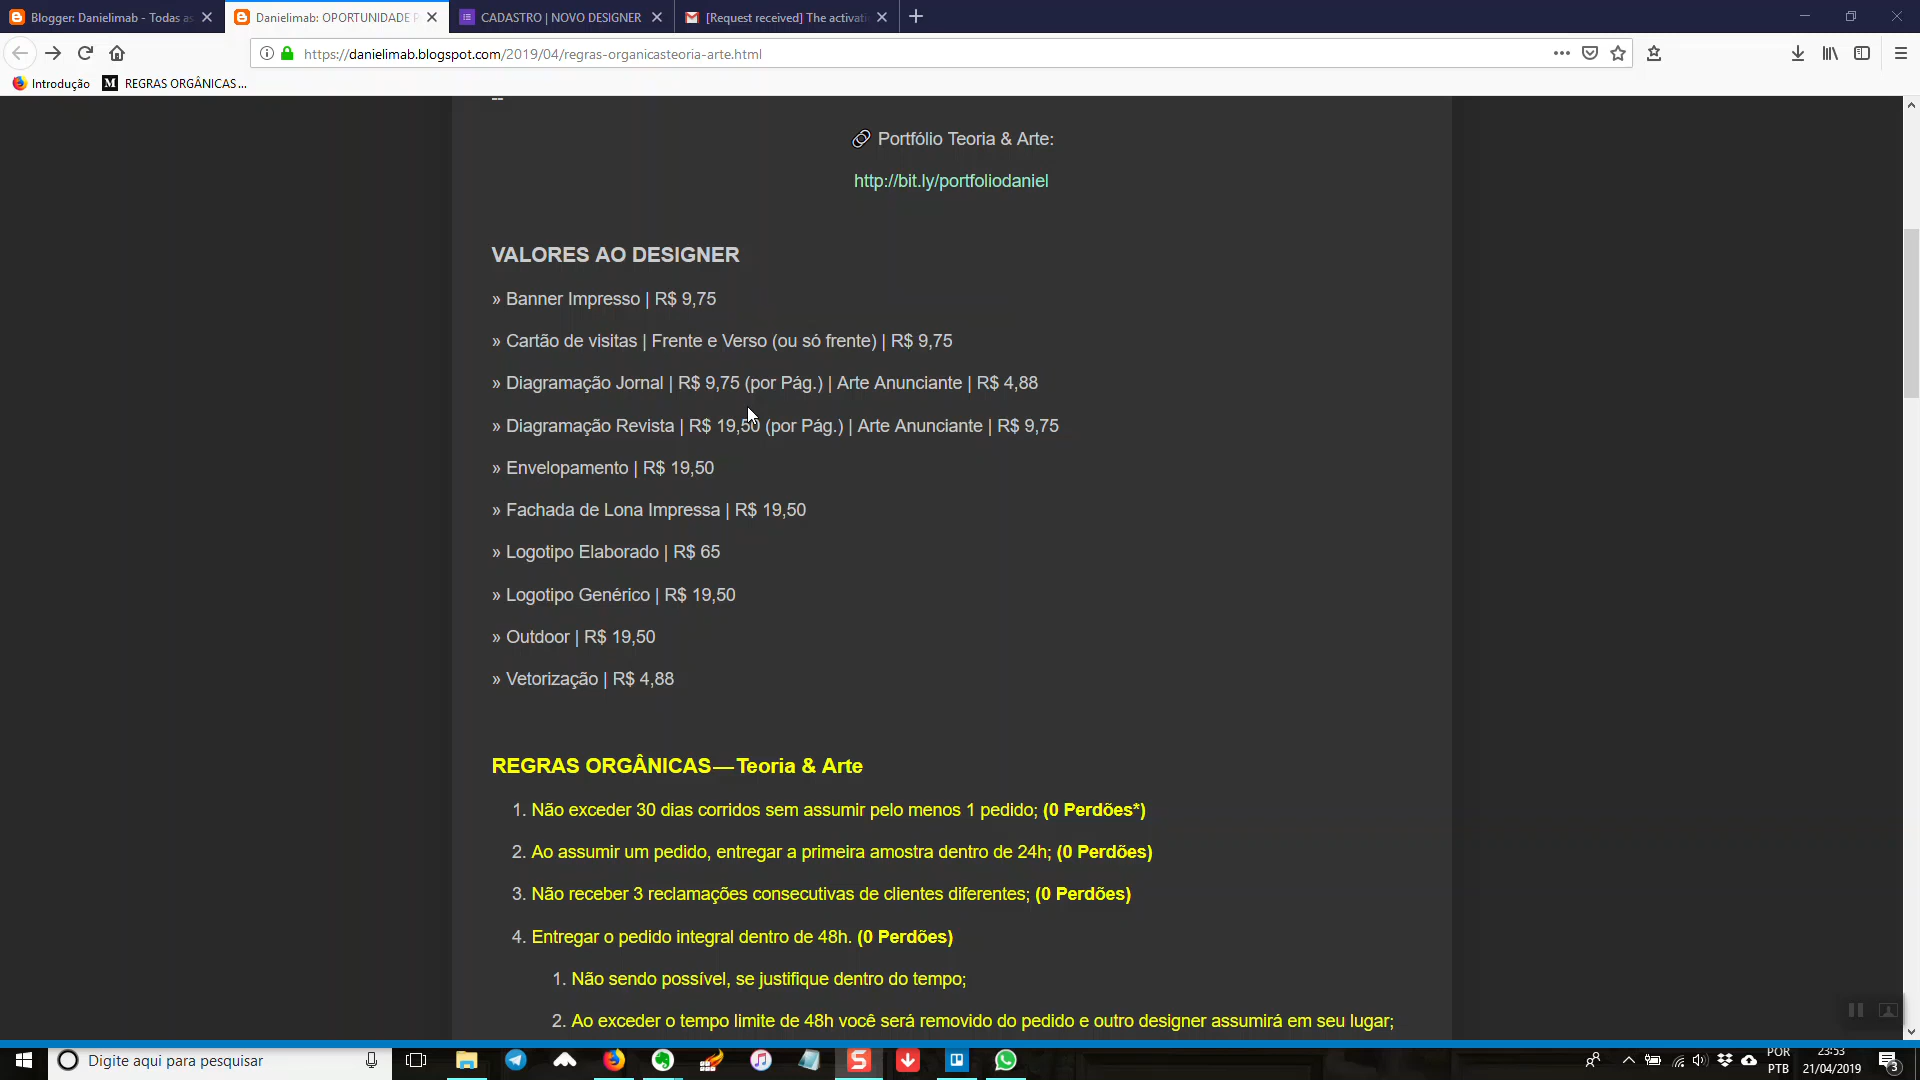 Blogger: Danielimab - Todas as
Danielimab: OPORTUNIDADE P
CADASTRO | NOVO DESIGNER
[Request received] The activati
https://danielimab.blogspot.com/2019/04/regras-organicasteoria-arte.html
Introdução
M REGRAS ORGÂNICAS ...
--
Portfólio Teoria & Arte:
http://bit.ly/portfoliodaniel
VALORES AO DESIGNER
» Banner Impresso | R$ 9,75
» Cartão de visitas | Frente e Verso (ou só frente) | R$ 9,75
» Diagramação Jornal | R$ 9,75 (por Pág.) | Arte Anunciante | R$ 4,88
» Diagramação Revista | R$ 19,50 (por Pág.) | Arte Anunciante | R$ 9,75
» Envelopamento | R$ 19,50
» Fachada de Lona Impressa | R$ 19,50
» Logotipo Elaborado | R$ 65
» Logotipo Genérico | R$ 19,50
» Outdoor | R$ 19,50
» Vetorização | R$ 4,88
REGRAS ORGÂNICAS — Teoria & Arte
1. Não exceder 30 dias corridos sem assumir pelo menos 1 pedido; (0 Perdões*)
2. Ao assumir um pedido, entregar a primeira amostra dentro de 24h; (0 Perdões)
3. Não receber 3 reclamações consecutivas de clientes diferentes; (0 Perdões)
4. Entregar o pedido integral dentro de 48h. (0 Perdões)
1. Não sendo possível, se justifique dentro do tempo;
2. Ao exceder o tempo limite de 48h você será removido do pedido e outro designer assumirá em seu lugar;
Digite aqui para pesquisar
S
POR
PTB
23:53
21/04/2019
3